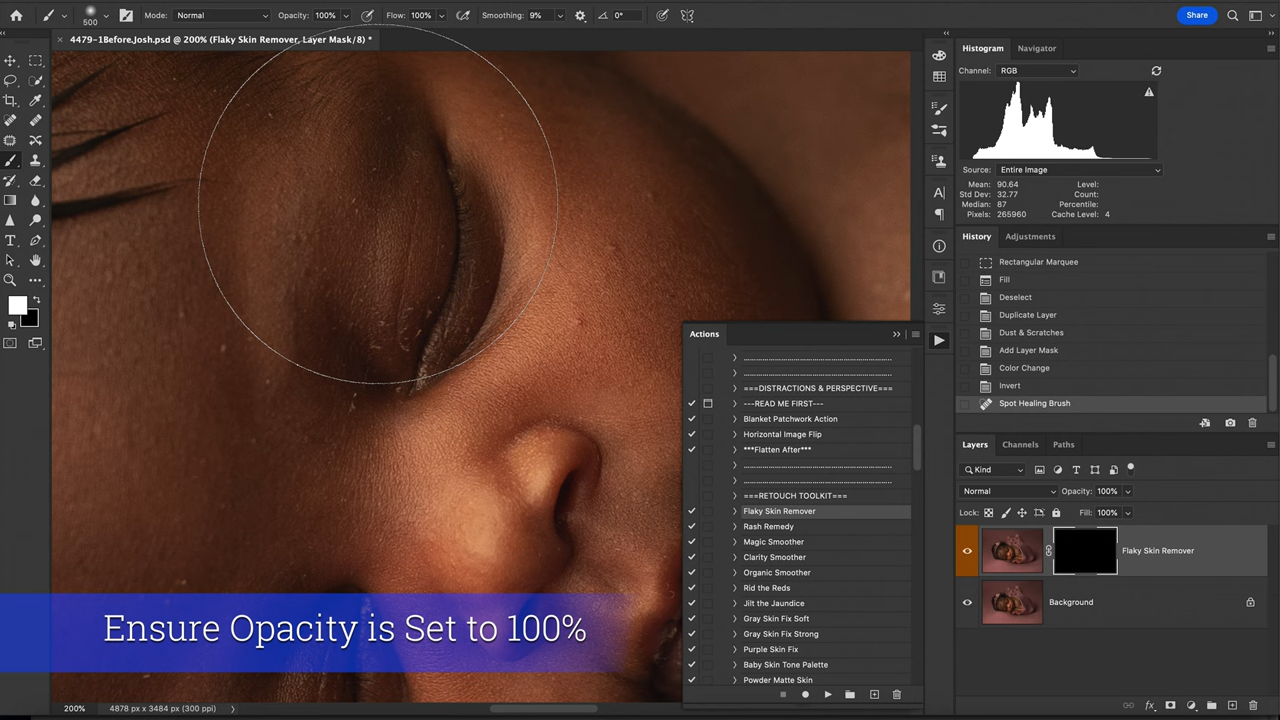 500
Mode:
Normal
Opacity:
100%
Flow:
100%
Smoothing:
9%
0°
Share
× 4479-1Before.Josh.psd @ 200% (Flaky Skin Remover, Layer Mask/8) *
Histogram
Navigator
Channel:
RGB
Source:
Entire Image
Mean: 90.64
Level:
Std Dev: 32.77
Count:
Median: 87
Percentile:
Pixels: 265960
Cache Level: 4
History
Adjustments
Rectangular Marquee
Fill
Deselect
Duplicate Layer
Dust & Scratches
Add Layer Mask
Color Change
Invert
Spot Healing Brush
Actions
===DISTRACTIONS & PERSPECTIVE===
---READ ME FIRST---
Blanket Patchwork Action
Horizontal Image Flip
***Flatten After***
===RETOUCH TOOLKIT===
Flaky Skin Remover
Rash Remedy
Magic Smoother
Clarity Smoother
Organic Smoother
Rid the Reds
Jilt the Jaundice
Gray Skin Fix Soft
Gray Skin Fix Strong
Purple Skin Fix
Baby Skin Tone Palette
Powder Matte Skin
Layers
Channels
Paths
Kind
Normal
Opacity: 100%
Lock:
Fill: 100%
Flaky Skin Remover
Background
Ensure Opacity is Set to 100%
200%
4878 px x 3484 px (300 ppi)